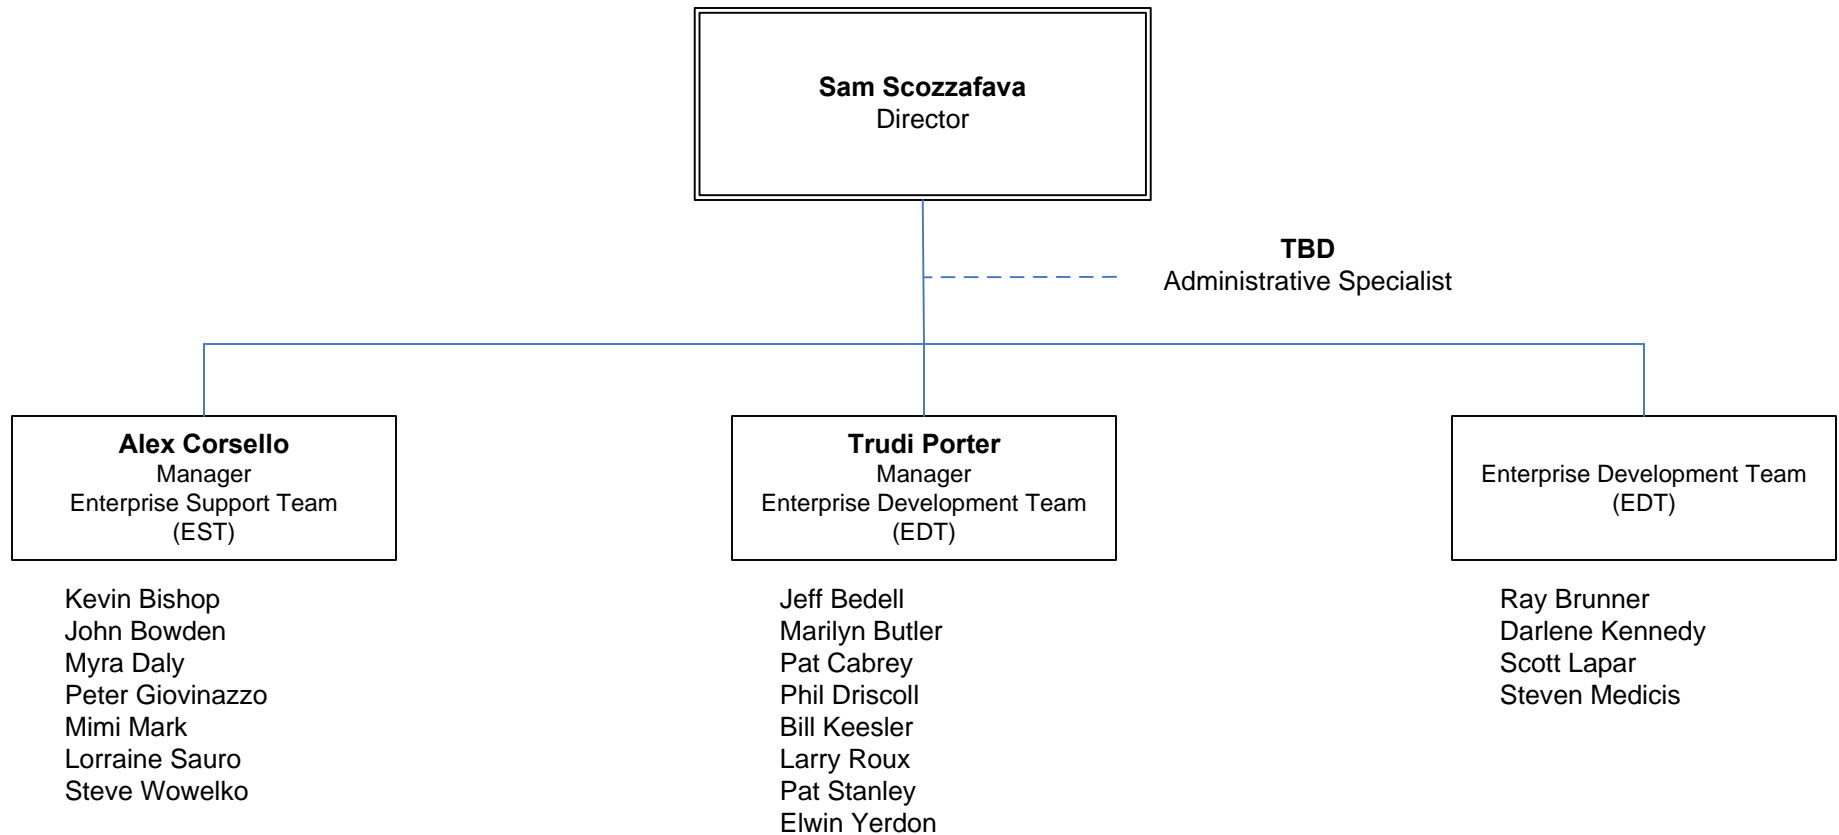 Sam Scozzafava
Director
TBD
Administrative Specialist
Alex Corsello
Manager
Enterprise Support Team
(EST)
Kevin Bishop
John Bowden
Myra Daly
Peter Giovinazzo
Mimi Mark
Lorraine Sauro
Steve Wowelko
Trudi Porter
Manager
Enterprise Development Team
(EDT)
Jeff Bedell
Marilyn Butler
Pat Cabrey
Phil Driscoll
Bill Keesler
Larry Roux
Pat Stanley
Elwin Yerdon
Enterprise Development Team
(EDT)
Ray Brunner
Darlene Kennedy
Scott Lapar
Steven Medicis